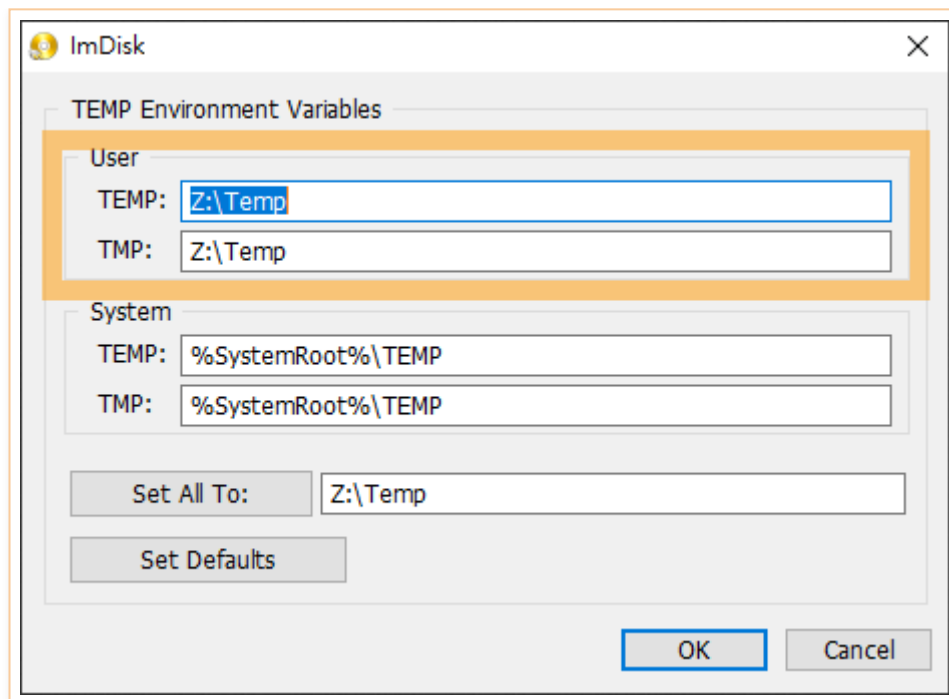 ImDisk
TEMP Environment Variables
User
TEMP: Z:\Temp
TMP: Z:\Temp
System
TEMP: %SystemRoot%\TEMP
TMP: %SystemRoot%\TEMP
Set All To: Z:\Temp
Set Defaults
OK Cancel